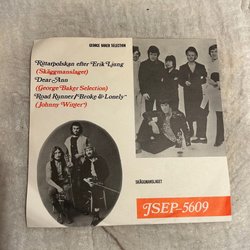 GEORGE BAKER SELECTION
Rättarpolskan efter Erik Ljung
(Skäggmanslaget)
Dear Ann
(George Baker Selection)
Road Runner/"Broke & Lonely"
(Johnny Winter)
SKÄGGMANSLAGET
JSEP-5609